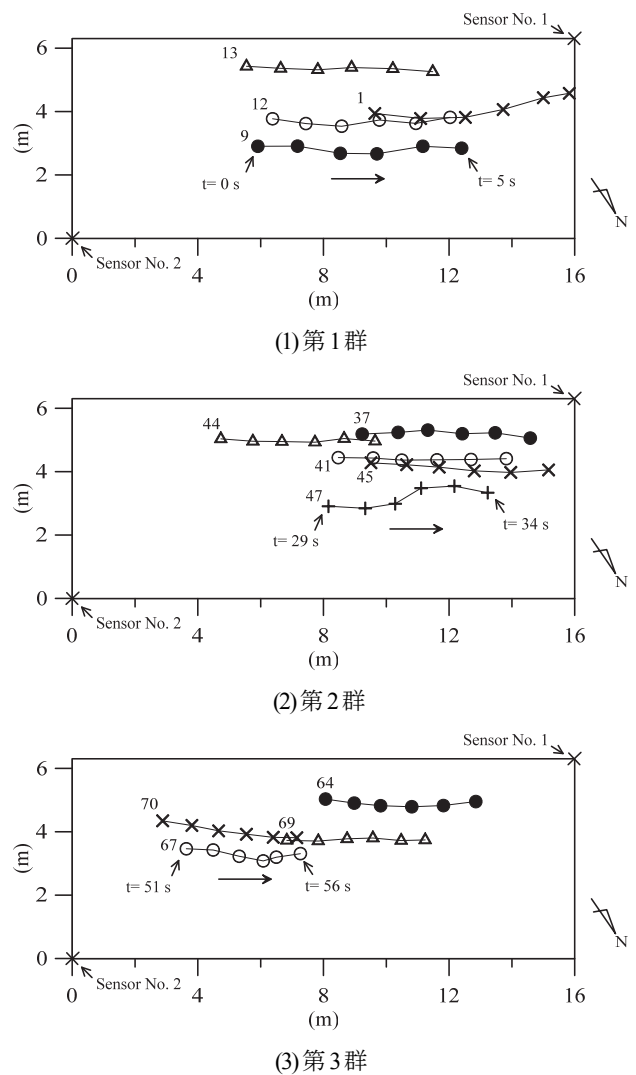 Sensor No. 1
6
13
1
12
4
9
(m)
2
t= 0 s
t= 5 s
N
0
Sensor No. 2
0
4
8
12
16
(m)
(1) 第1群
Sensor No. 1
6
44
37
41
45
4
(m)
47
2
t= 29 s
t= 34 s
N
0
Sensor No. 2
0
4
8
12
16
(m)
(2) 第2群
Sensor No. 1
6
64
70
69
4
67
(m)
t= 51 s
t= 56 s
2
N
0
Sensor No. 2
0
4
8
12
16
(m)
(3) 第3群